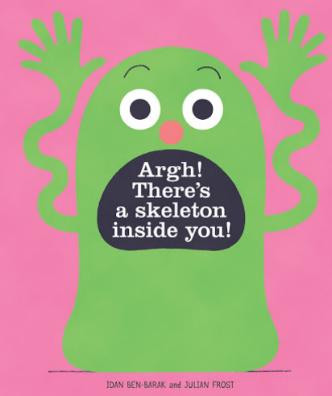 Argh!
There's
a skeleton
inside you!
IDAN BEN-BARAK and JULIAN FROST